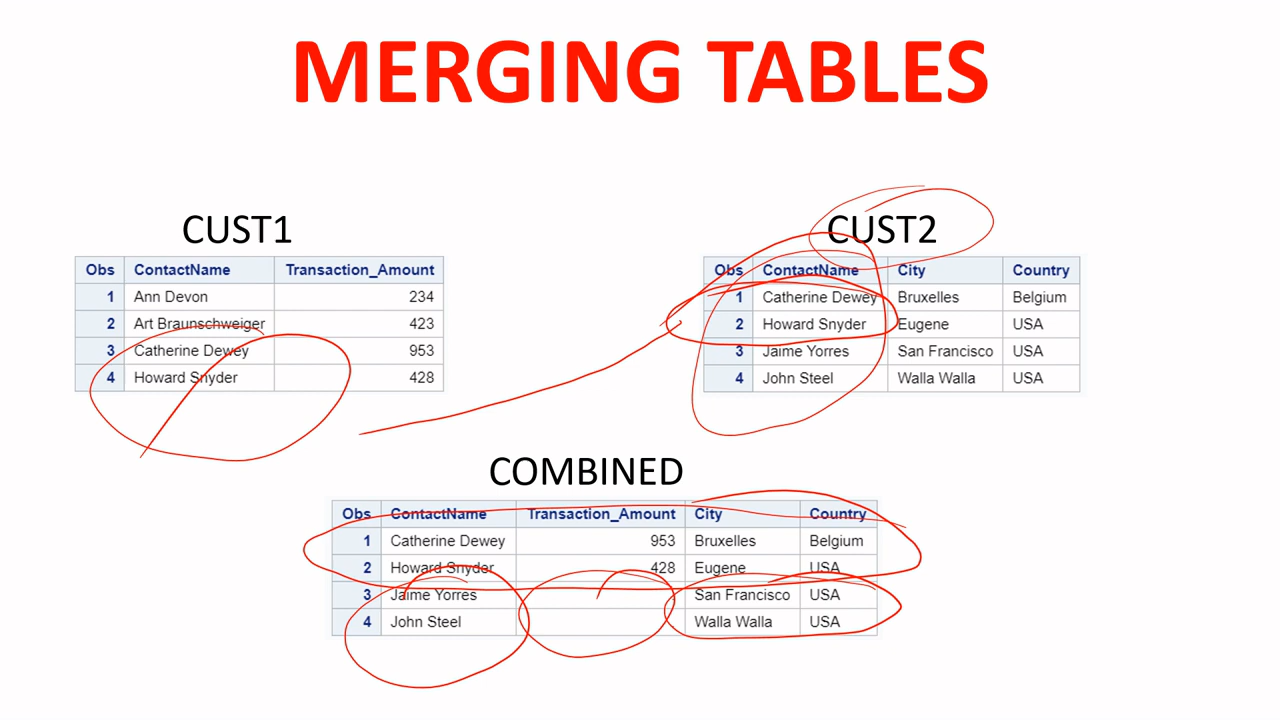 MERGING TABLES
CUST1
Obs ContactName Transaction_Amount
1 Ann Devon 234
2 Art Braunschweiger 423
3 Catherine Dewey 953
4 Howard Snyder 428
CUST2
Obs ContactName City Country
1 Catherine Dewey Bruxelles Belgium
2 Howard Snyder Eugene USA
3 Jaime Yorres San Francisco USA
4 John Steel Walla Walla USA
COMBINED
Obs ContactName Transaction_Amount City Country
1 Catherine Dewey 953 Bruxelles Belgium
2 Howard Snyder 428 Eugene USA
3 Jaime Yorres San Francisco USA
4 John Steel Walla Walla USA